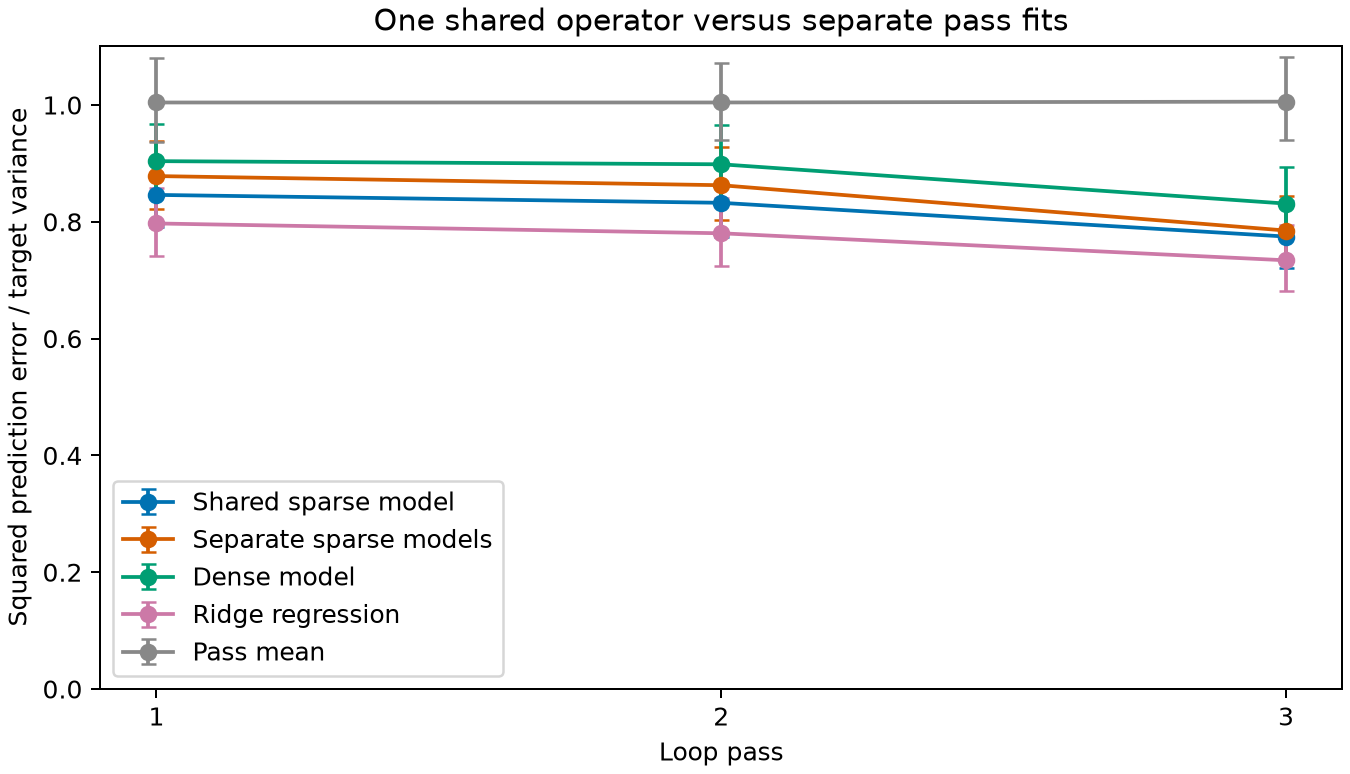 One shared operator versus separate pass fits
Squared prediction error / target variance
1.0
0.8
0.6
0.4
0.2
0.0
Shared sparse model
Separate sparse models
Dense model
Ridge regression
Pass mean
1 2 3
Loop pass